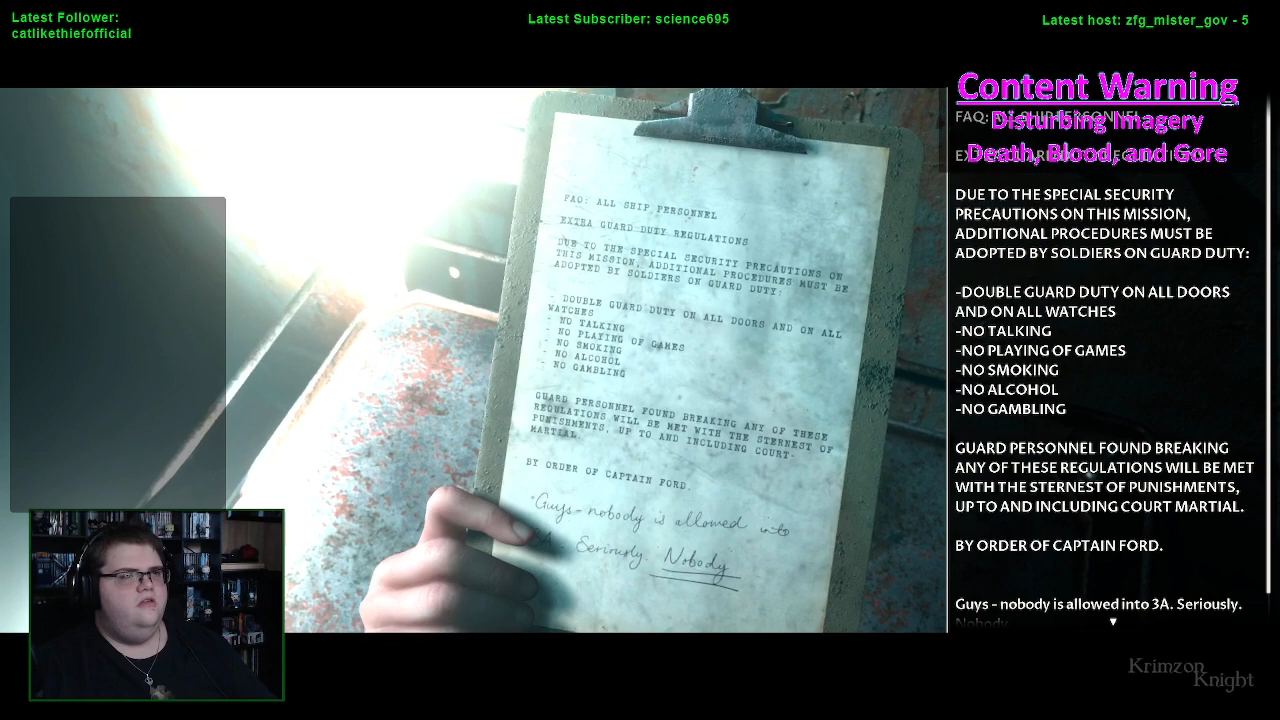 Latest Follower:
catlikethiefofficial
Latest Subscriber: science695
Latest host: zfg_mister_gov - 5
Content Warning
Disturbing Imagery
Death, Blood, and Gore
FAQ: ALL SHIP PERSONNEL
EXTRA GUARD DUTY REGULATIONS
DUE TO THE SPECIAL SECURITY PRECAUTIONS ON
THIS MISSION, ADDITIONAL PROCEDURES MUST BE
ADOPTED BY SOLDIERS ON GUARD DUTY:
- DOUBLE GUARD DUTY ON ALL DOORS AND ON ALL
WATCHES
- NO TALKING
- NO PLAYING OF GAMES
- NO SMOKING
- NO ALCOHOL
- NO GAMBLING
GUARD PERSONNEL FOUND BREAKING ANY OF THESE
REGULATIONS WILL BE MET WITH THE STERNEST OF
PUNISHMENTS, UP TO AND INCLUDING COURT-
MARTIAL.
BY ORDER OF CAPTAIN FORD.
Guys - nobody is allowed into
A. Seriously. Nobody
FAQ:
DUE TO THE SPECIAL SECURITY
PRECAUTIONS ON THIS MISSION,
ADDITIONAL PROCEDURES MUST BE
ADOPTED BY SOLDIERS ON GUARD DUTY:
-DOUBLE GUARD DUTY ON ALL DOORS
AND ON ALL WATCHES
-NO TALKING
-NO PLAYING OF GAMES
-NO SMOKING
-NO ALCOHOL
-NO GAMBLING
GUARD PERSONNEL FOUND BREAKING
ANY OF THESE REGULATIONS WILL BE MET
WITH THE STERNEST OF PUNISHMENTS,
UP TO AND INCLUDING COURT MARTIAL.
BY ORDER OF CAPTAIN FORD.
Guys - nobody is allowed into 3A. Seriously.
Nobody
Krimzon
Knight